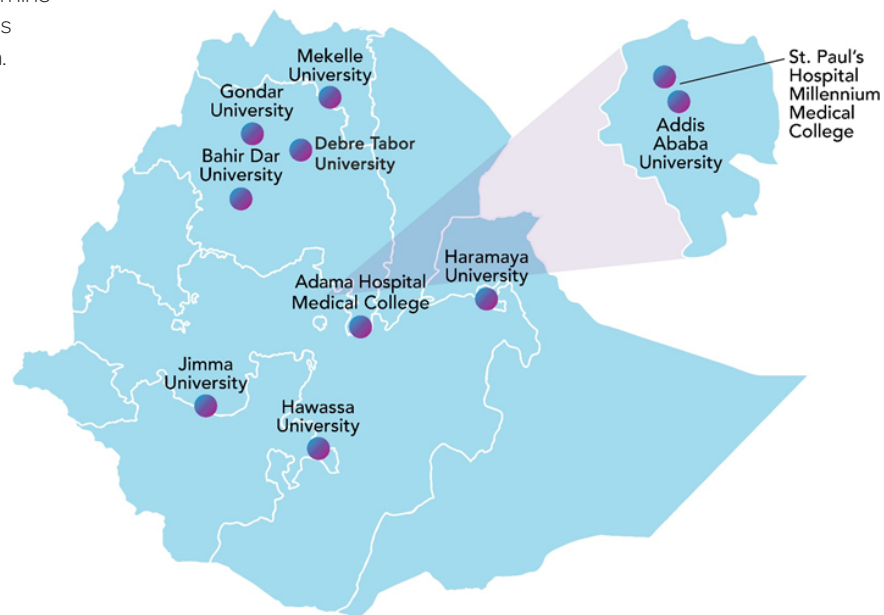 s
Mekelle
University
Gondar
University
Debre Tabor
University
Bahir Dar
University
St. Paul's
Hospital
Millennium
Medical
College
Addis
Ababa
University
Haramaya
University
Adama Hospital
Medical College
Jimma
University
Hawassa
University